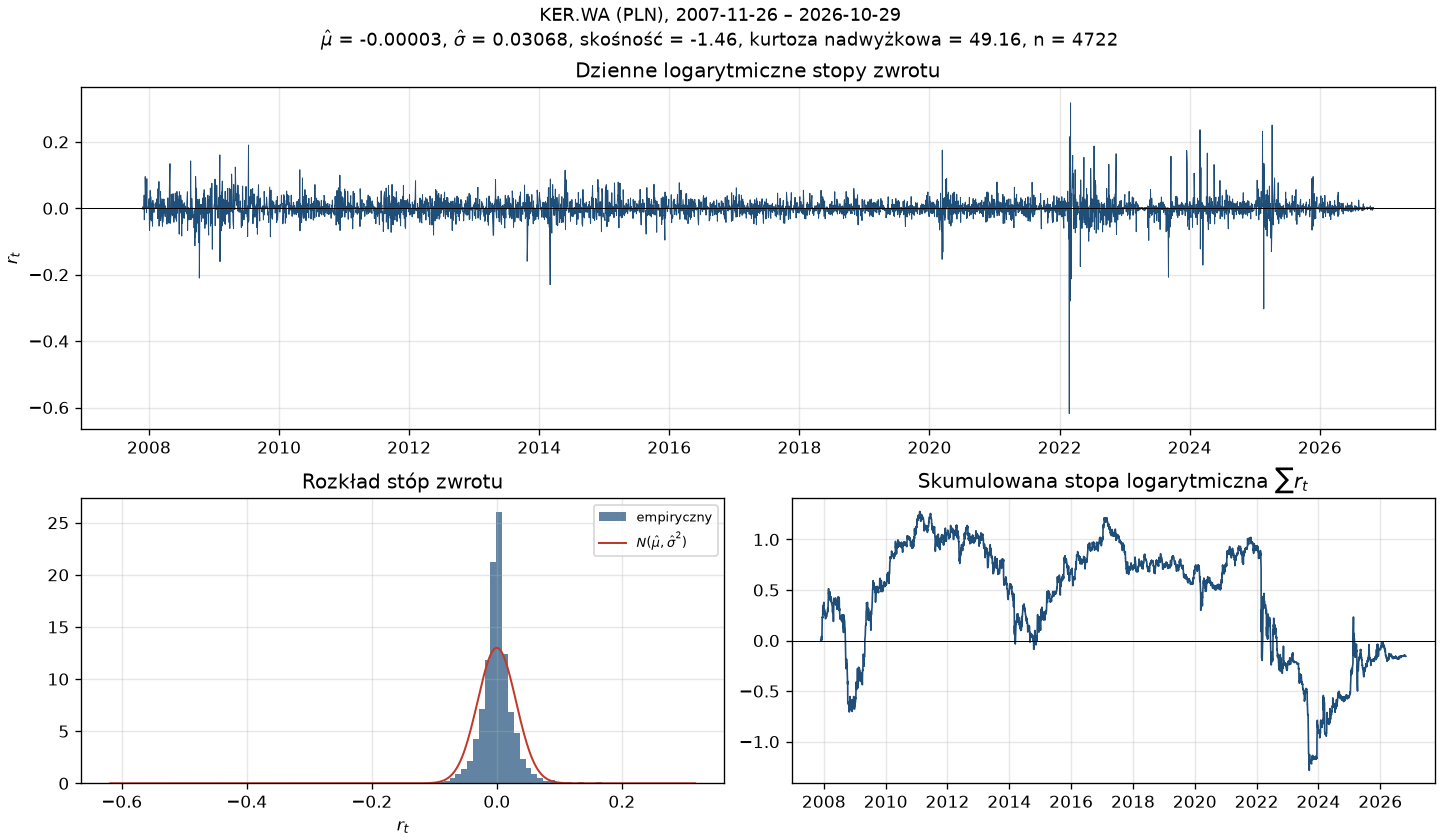 KER.WA (PLN), 2007-11-26 – 2026-10-29
μ̂ = -0.00003, σ̂ = 0.03068, skośność = -1.46, kurtoza nadwyżkowa = 49.16, n = 4722
Dzienne logarytmiczne stopy zwrotu
0.2
0.0
−0.2
−0.4
−0.6
r_t
2008 2010 2012 2014 2016 2018 2020 2022 2024 2026
Rozkład stóp zwrotu
25
20
15
10
5
0
empiryczny
N(μ̂, σ̂²)
−0.6 −0.4 −0.2 0.0 0.2
r_t
Skumulowana stopa logarytmiczna ∑r_t
1.0
0.5
0.0
−0.5
−1.0
2008 2010 2012 2014 2016 2018 2020 2022 2024 2026